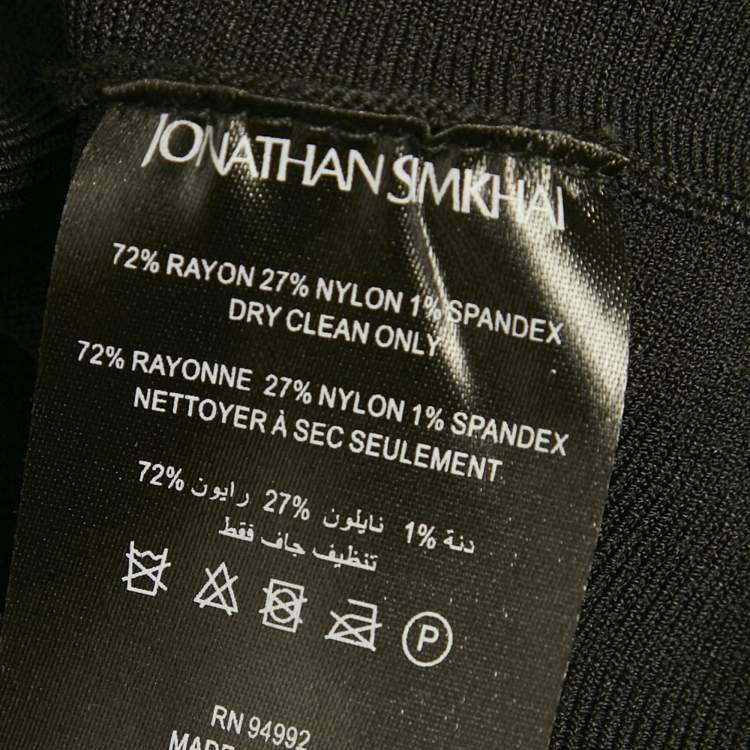 JONATHAN SIMKHAI
72% RAYON 27% NYLON 1% SPANDEX
DRY CLEAN ONLY
72% RAYONNE 27% NYLON 1% SPANDEX
NETTOYER À SEC SEULEMENT
72% رايون 27% نايلون 1% دنة
تنظيف جاف فقط
P
RN 94992
MADE